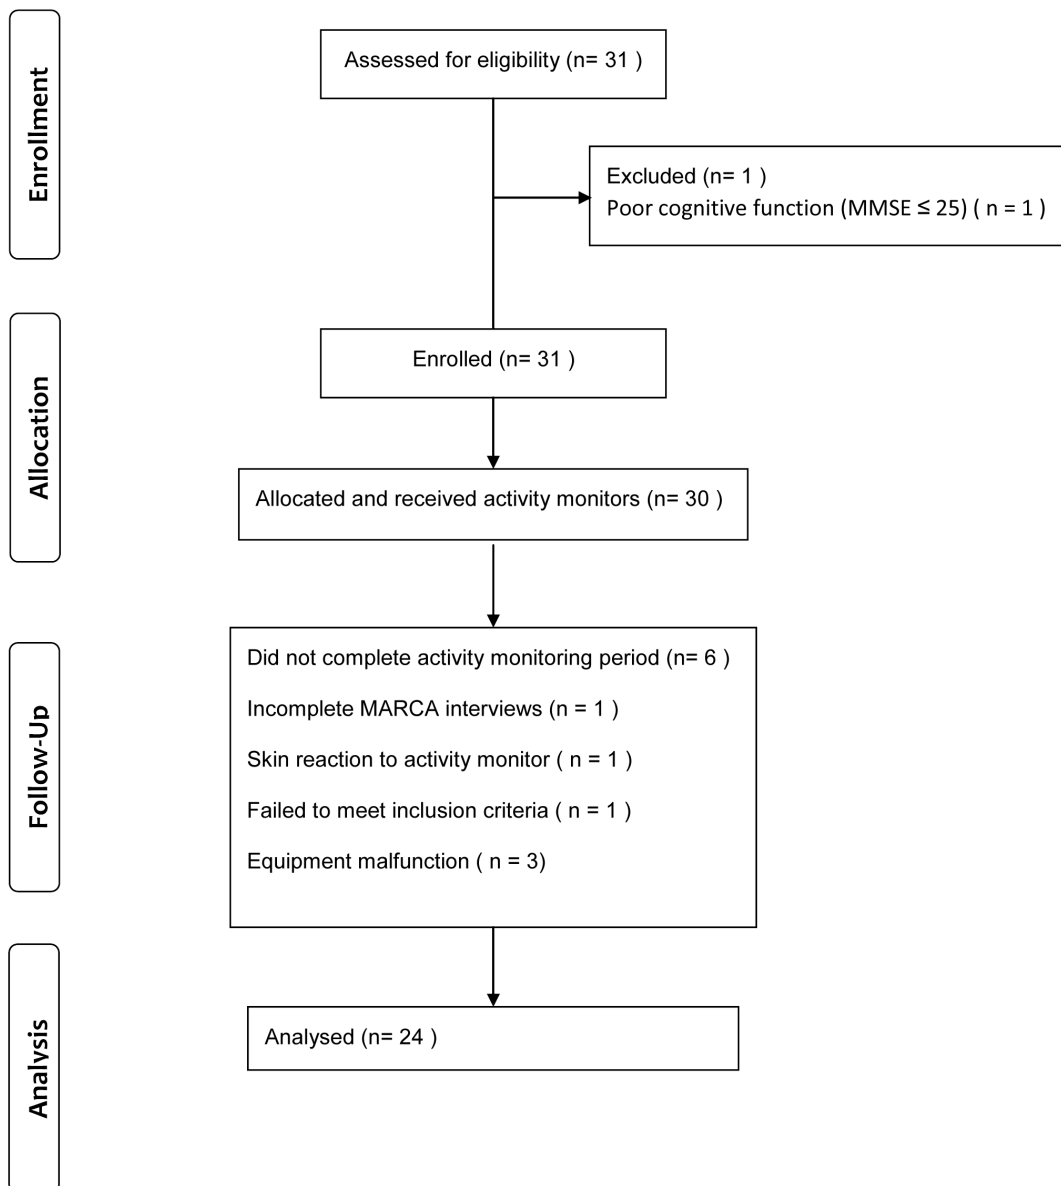 Enrollment
Assessed for eligibility (n= 31 )
Excluded (n= 1 )
Poor cognitive function (MMSE ≤ 25) ( n = 1 )
Allocation
Enrolled (n= 31 )
Allocated and received activity monitors (n= 30 )
Follow-Up
Did not complete activity monitoring period (n= 6 )
Incomplete MARCA interviews (n = 1 )
Skin reaction to activity monitor ( n = 1 )
Failed to meet inclusion criteria ( n = 1 )
Equipment malfunction ( n = 3)
Analysis
Analysed (n= 24 )